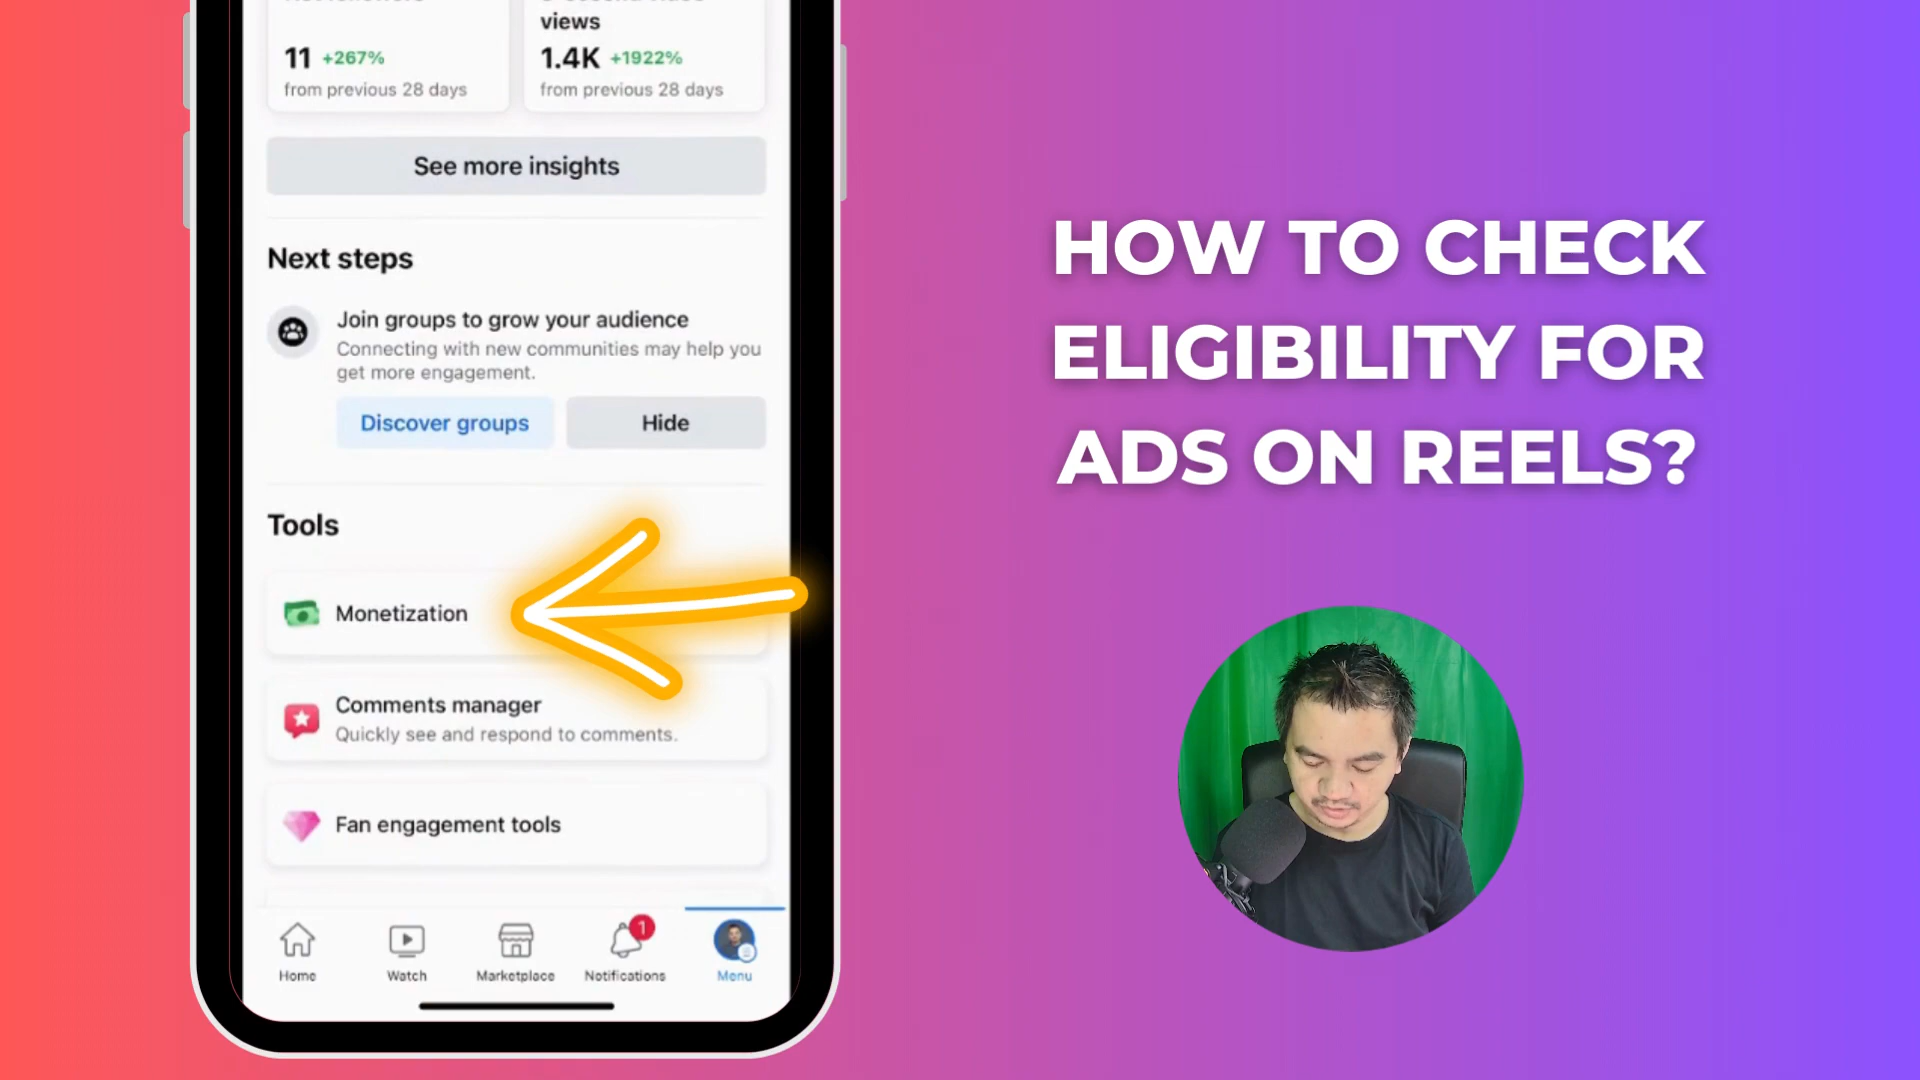 views
11 +267%
from previous 28 days
1.4K +1922%
from previous 28 days
See more insights
Next steps
Join groups to grow your audience
Connecting with new communities may help you
get more engagement.
Discover groups
Hide
Tools
Monetization
Comments manager
Quickly see and respond to comments.
Fan engagement tools
Home
Watch
Marketplace
Notifications
1
Menu
HOW TO CHECK
ELIGIBILITY FOR
ADS ON REELS?